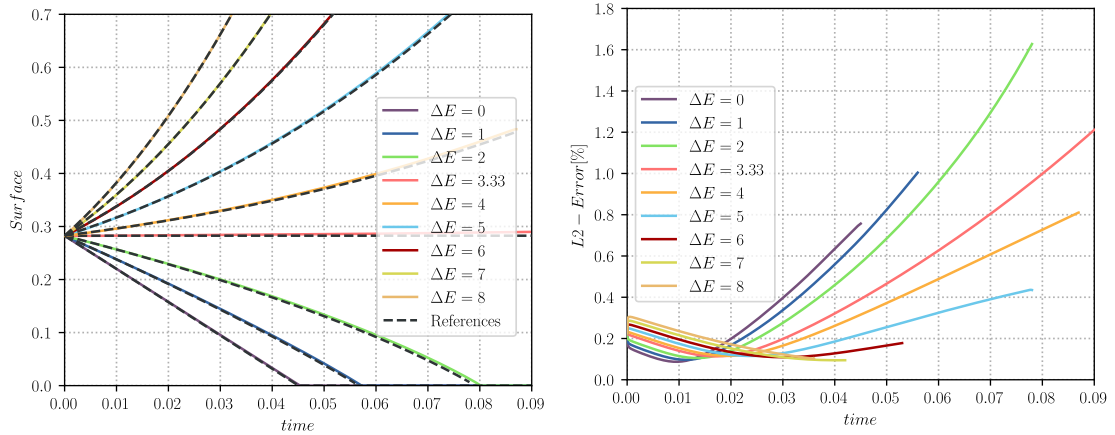 0.7
0.6
0.5
0.4
0.3
0.2
0.1
0.0
Surface
0.00 0.01 0.02 0.03 0.04 0.05 0.06 0.07 0.08 0.09
time
ΔE = 0
ΔE = 1
ΔE = 2
ΔE = 3.33
ΔE = 4
ΔE = 5
ΔE = 6
ΔE = 7
ΔE = 8
References
1.8
1.6
1.4
1.2
1.0
0.8
0.6
0.4
0.2
0.0
L2 − Error[%]
0.00 0.01 0.02 0.03 0.04 0.05 0.06 0.07 0.08 0.09
time
ΔE = 0
ΔE = 1
ΔE = 2
ΔE = 3.33
ΔE = 4
ΔE = 5
ΔE = 6
ΔE = 7
ΔE = 8